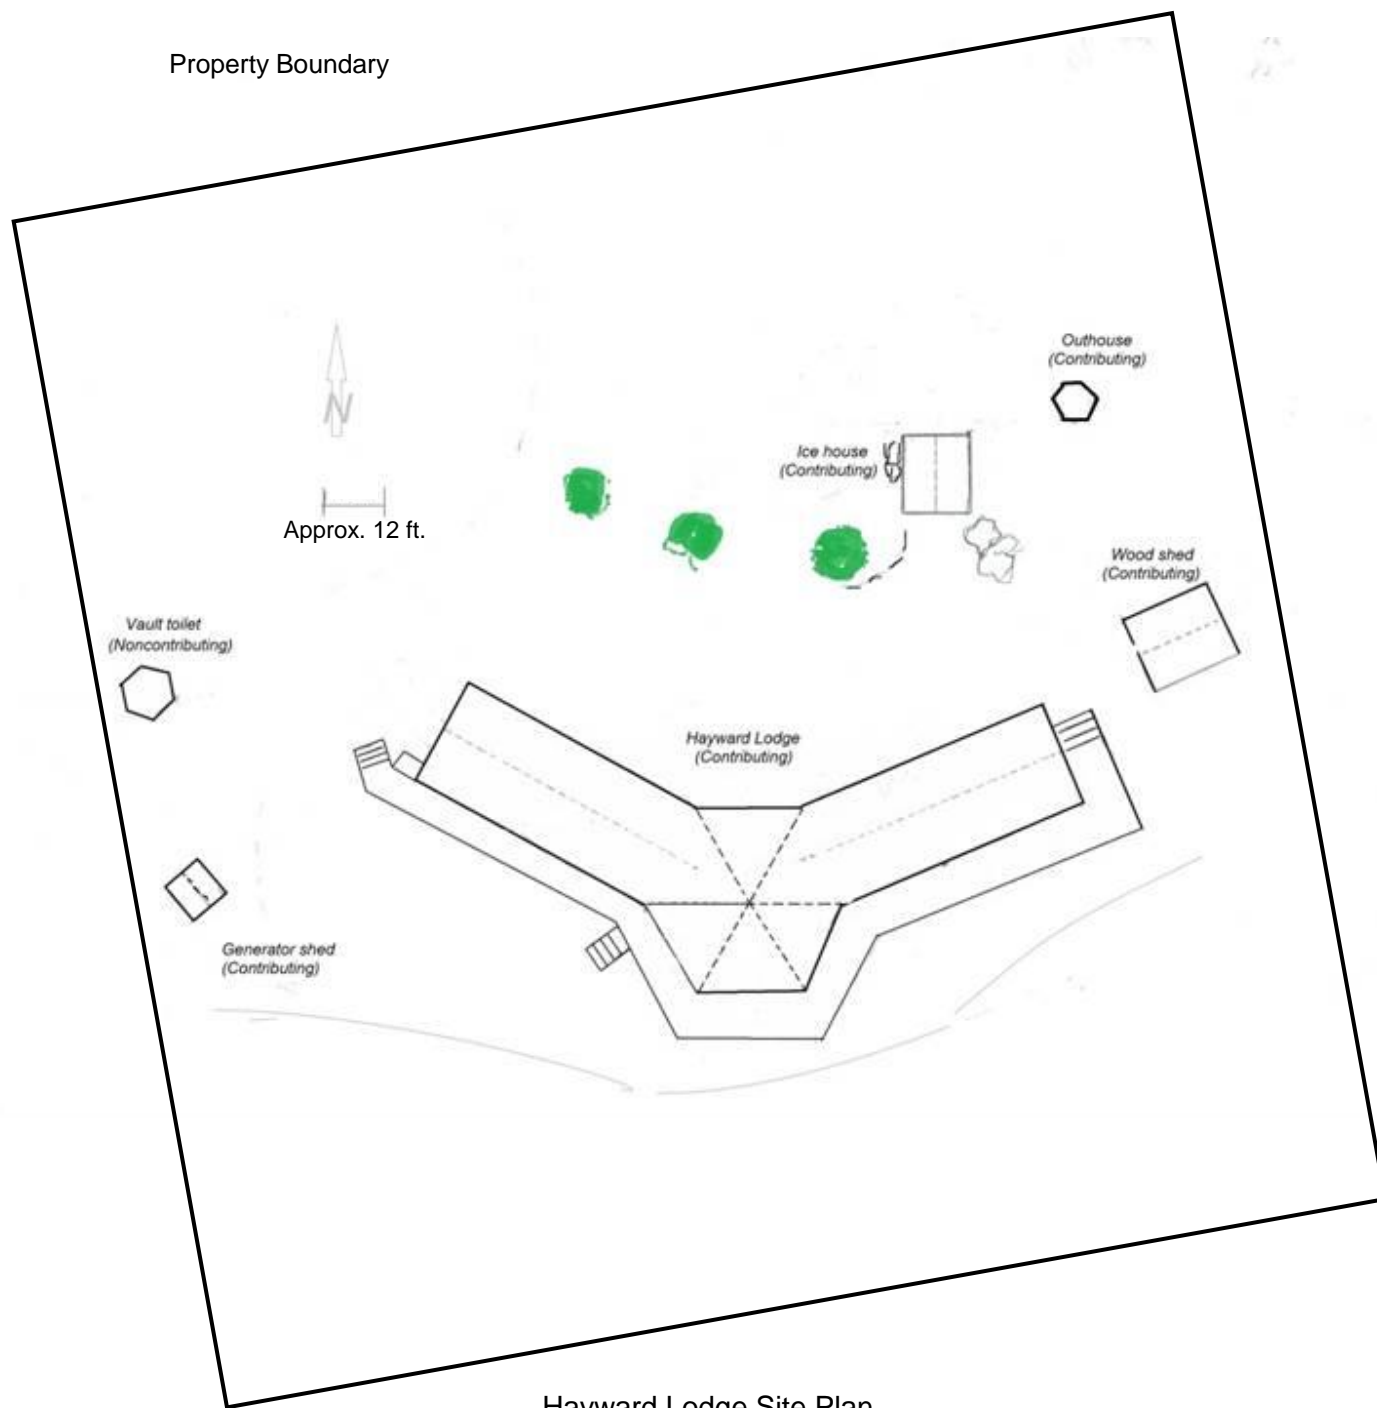 Property Boundary
Outhouse
(Contributing)
N
Ice house
(Contributing)
Approx. 12 ft.
Wood shed
(Contributing)
Vault toilet
(Noncontributing)
Hayward Lodge
(Contributing)
Generator shed
(Contributing)
Hayward Lodge Site Plan